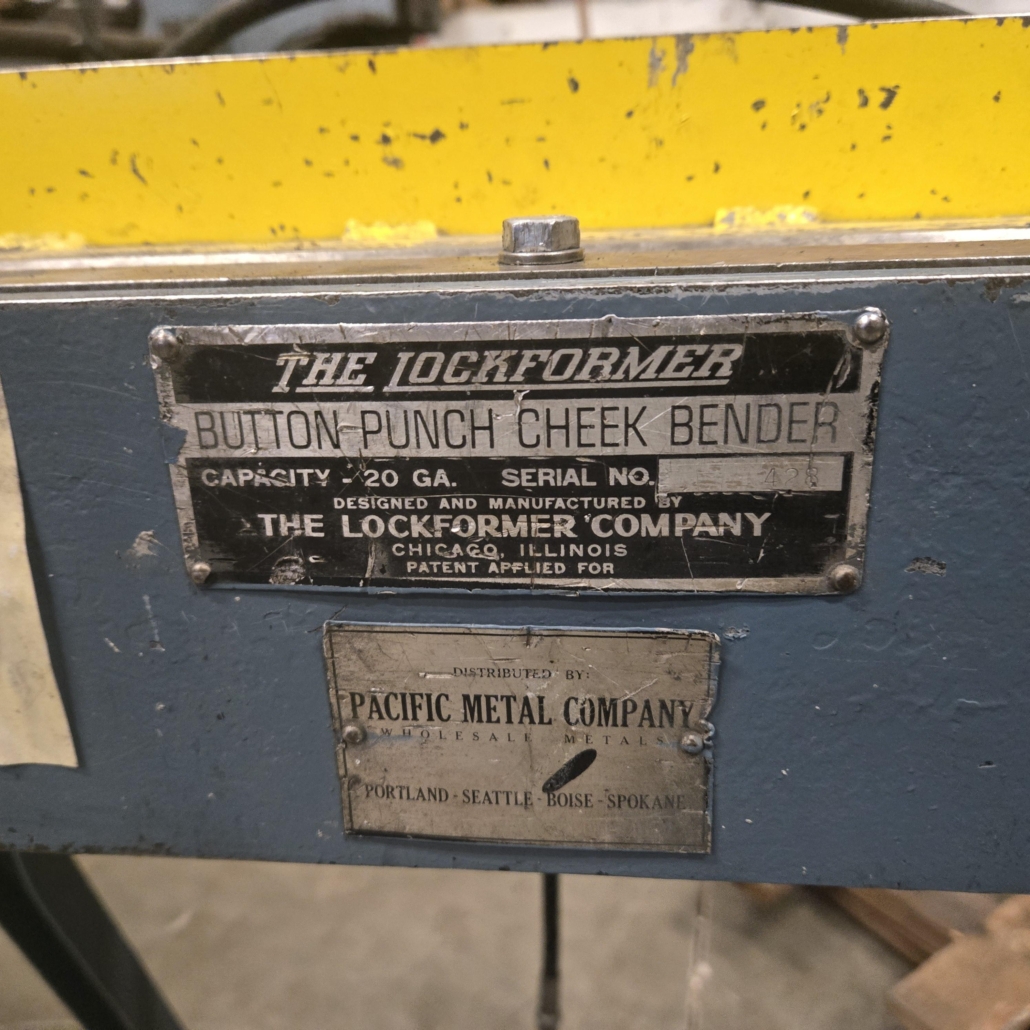 THE LOCKFORMER
BUTTON PUNCH CHEEK BENDER
CAPACITY - 20 GA. SERIAL NO. 428
DESIGNED AND MANUFACTURED BY
THE LOCKFORMER COMPANY
CHICAGO, ILLINOIS
PATENT APPLIED FOR
DISTRIBUTED BY:
PACIFIC METAL COMPANY
WHOLESALE METALS
PORTLAND - SEATTLE - BOISE - SPOKANE